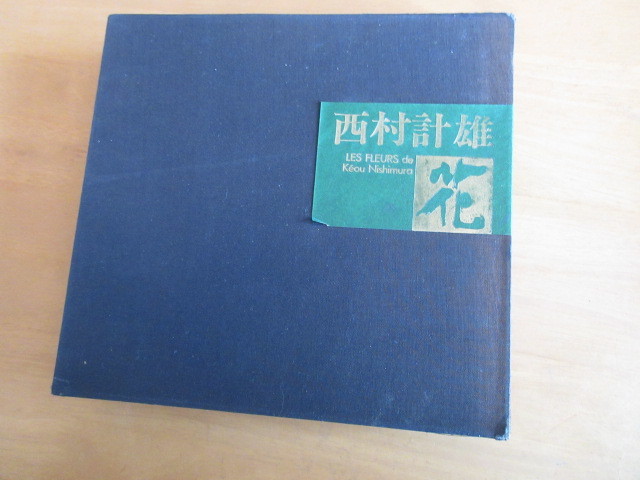 西村計雄
LES FLEURS de
Kéou Nishimura
花